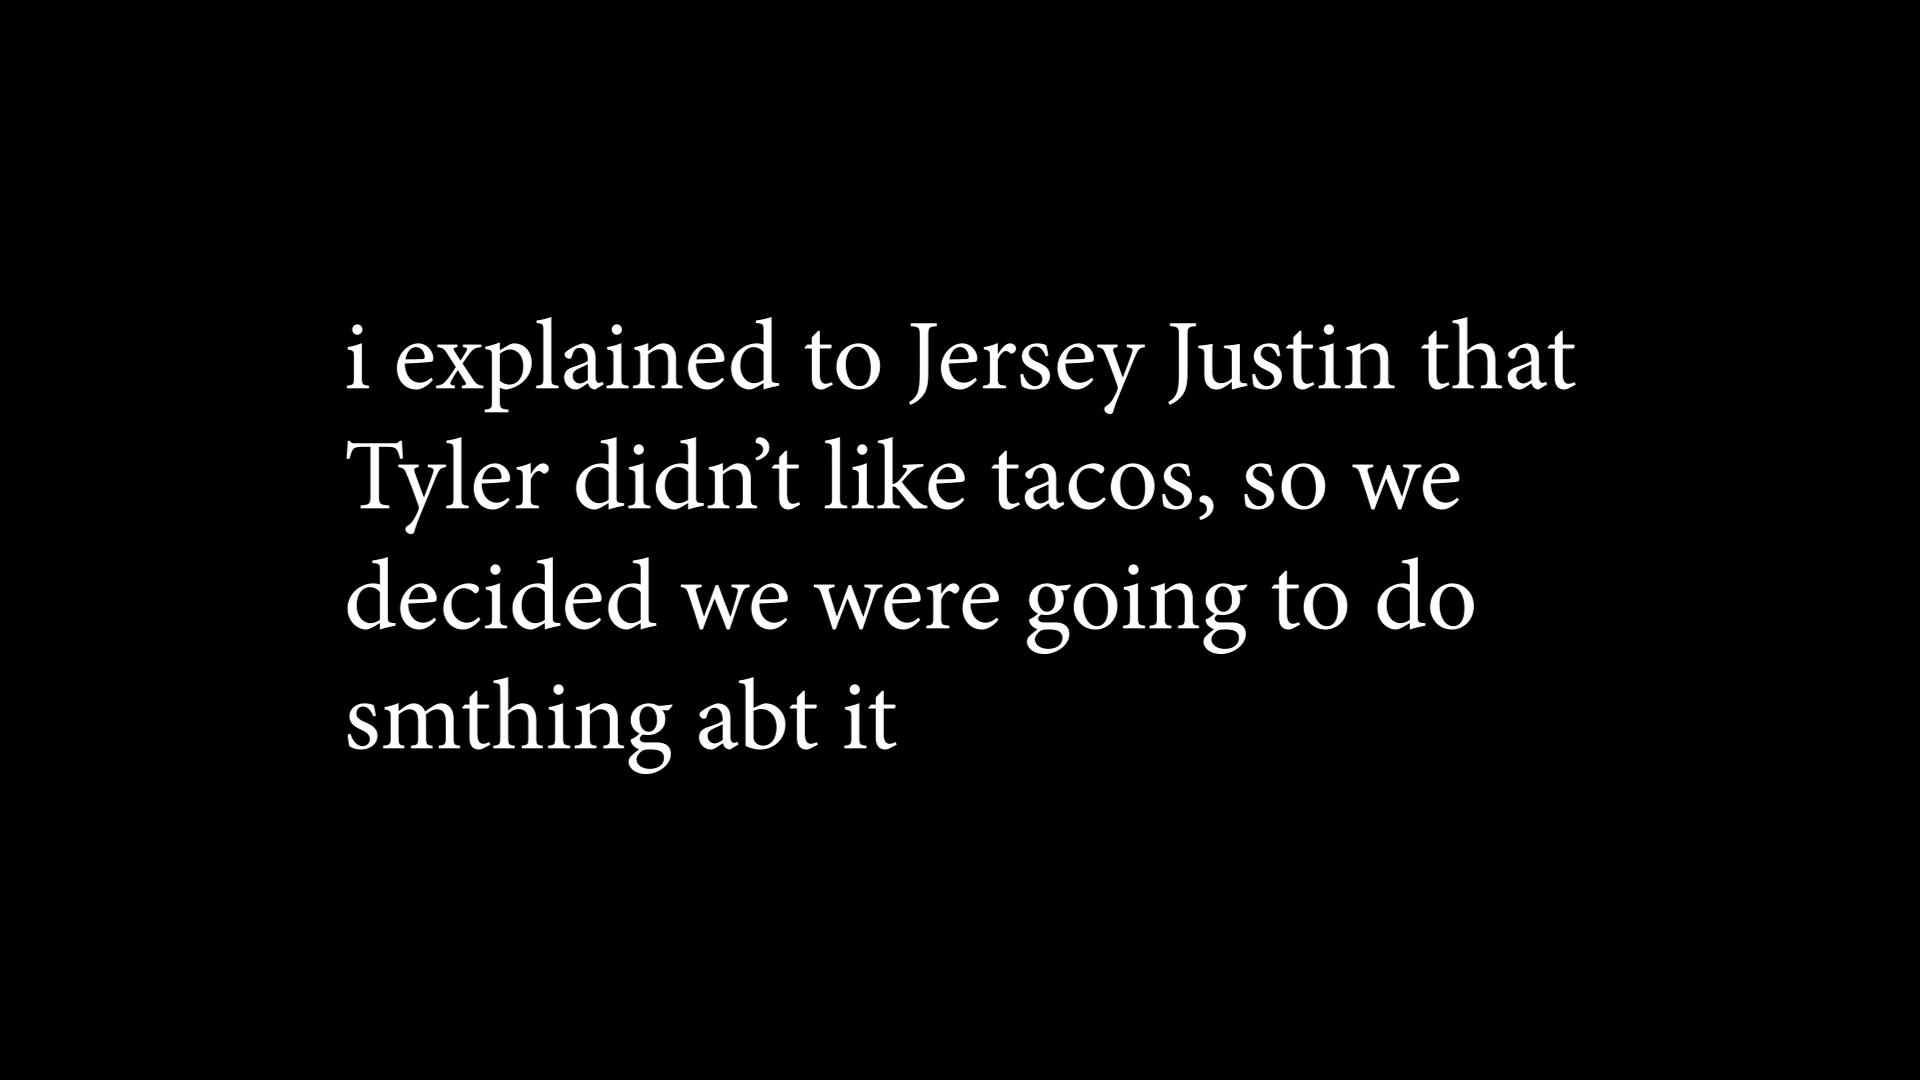 i explained to Jersey Justin that
Tyler didn’t like tacos, so we
decided we were going to do
smthing abt it